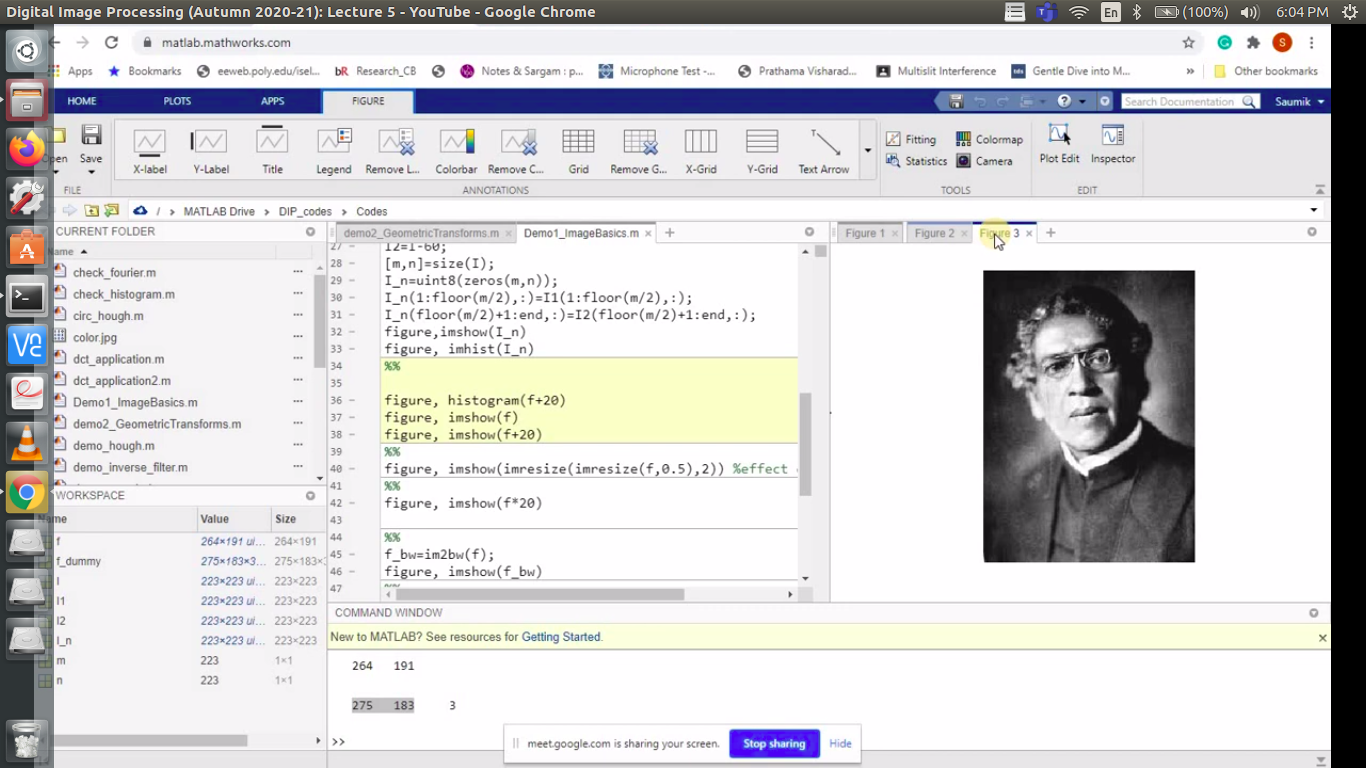 Digital Image Processing (Autumn 2020-21): Lecture 5 - YouTube - Google Chrome
En
(100%)
6:04 PM
matlab.mathworks.com
S
Apps
Bookmarks
eeweb.poly.edu/isel...
bR Research_CB
Notes & Sargam : p...
Microphone Test -...
Prathama Visharad...
Multislit Interference
Gentle Dive into M...
»
Other bookmarks
HOME
PLOTS
APPS
FIGURE
Search Documentation
Saumik
Open
Save
X-label
Y-Label
Title
Legend
Remove L...
Colorbar
Remove C...
Grid
Remove G...
X-Grid
Y-Grid
Text Arrow
Fitting
Colormap
Statistics
Camera
Plot Edit
Inspector
FILE
ANNOTATIONS
TOOLS
EDIT
/ MATLAB Drive DIP_codes Codes
CURRENT FOLDER
Name
check_fourier.m
check_histogram.m
circ_hough.m
color.jpg
dct_application.m
dct_application2.m
Demo1_ImageBasics.m
demo2_GeometricTransforms.m
demo_hough.m
demo_inverse_filter.m
WORKSPACE
Name Value Size
f 264×191 ui... 264×191
f_dummy 275×183×3... 275×183×
I 223×223 ui... 223×223
I1 223×223 ui... 223×223
I2 223×223 ui... 223×223
I_n 223×223 ui... 223×223
m 223 1×1
n 223 1×1
demo2_GeometricTransforms.m
Demo1_ImageBasics.m
27 I2=I-60;
28 [m,n]=size(I);
29 I_n=uint8(zeros(m,n));
30 I_n(1:floor(m/2),:)=I1(1:floor(m/2),:);
31 I_n(floor(m/2)+1:end,:)=I2(floor(m/2)+1:end,:);
32 figure,imshow(I_n)
33 figure, imhist(I_n)
34 %%
35
36 figure, histogram(f+20)
37 figure, imshow(f)
38 figure, imshow(f+20)
39 %%
40 figure, imshow(imresize(imresize(f,0.5),2)) %effect
41 %%
42 figure, imshow(f*20)
43
44 %%
45 f_bw=im2bw(f);
46 figure, imshow(f_bw)
47 %%
Figure 1
Figure 2
Figure 3
COMMAND WINDOW
New to MATLAB? See resources for Getting Started.
264 191
275 183 3
>>
meet.google.com is sharing your screen.
Stop sharing
Hide